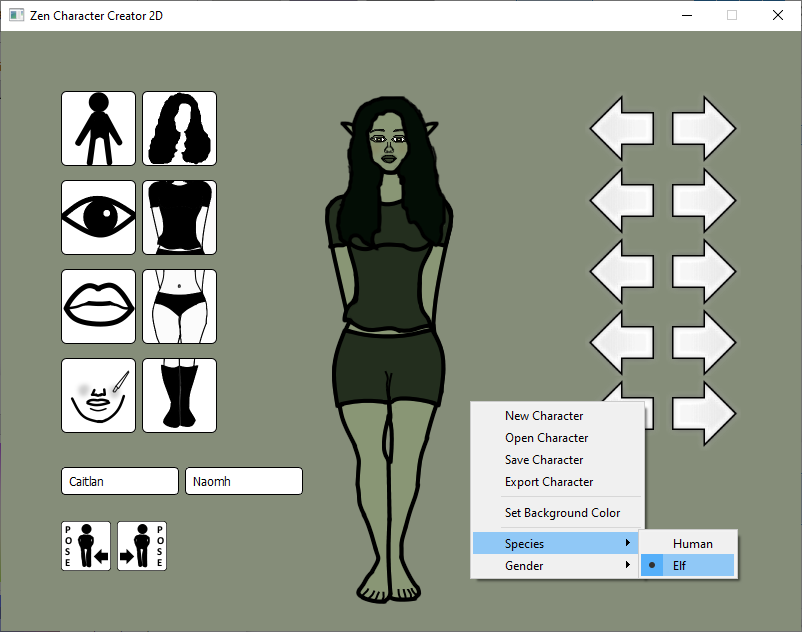 Zen Character Creator 2D
New Character
Open Character
Save Character
Export Character
Set Background Color
Species
Gender
Human
Elf
Caitlan
Naomh
POSE
POSE